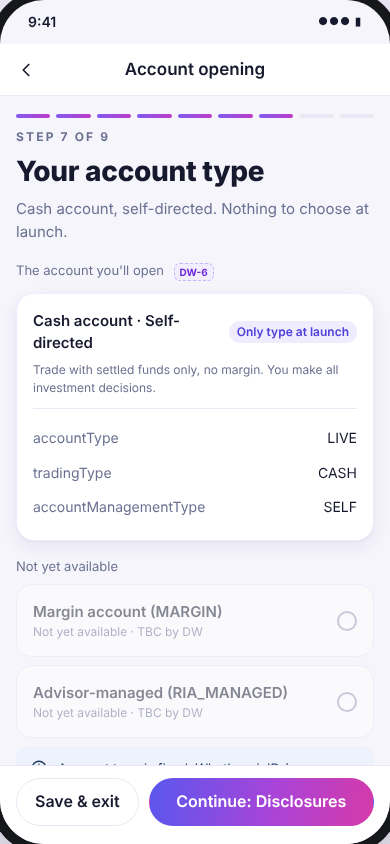 9:41
Account opening
STEP 7 OF 9
Your account type
Cash account, self-directed. Nothing to choose at
launch.
The account you'll open DW-6
Cash account · Self-
directed
Only type at launch
Trade with settled funds only, no margin. You make all
investment decisions.
accountType LIVE
tradingType CASH
accountManagementType SELF
Not yet available
Margin account (MARGIN)
Not yet available · TBC by DW
Advisor-managed (RIA_MANAGED)
Not yet available · TBC by DW
Save & exit
Continue: Disclosures